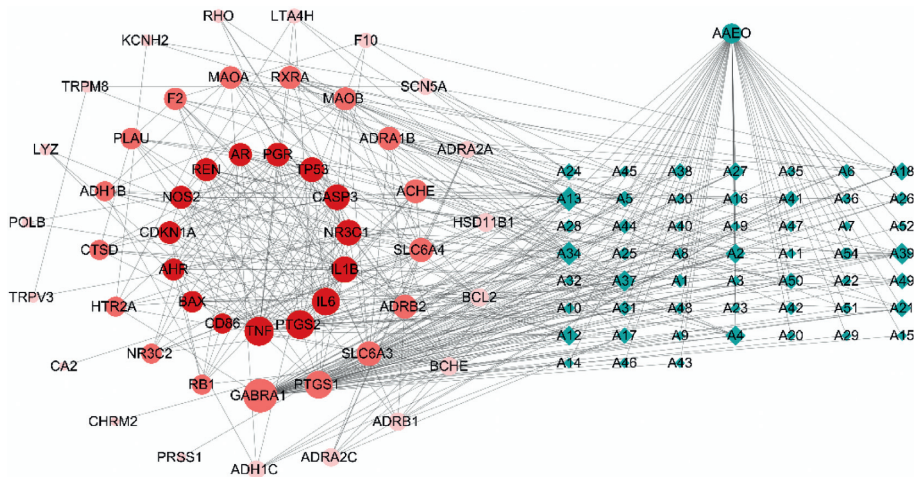 RHO
LTA4H
KCNH2
F10
AAEO
TRPM8
MAOA
RXRA
SCN5A
F2
MAOB
LYZ
PLAU
ADRA1B
AR
PGR
ADRA2A
REN
TP53
ADH1B
NOS2
CASP3
ACHE
POLB
CDKN1A
NR3C1
HSD11B1
CTSD
SLC6A4
AHR
IL1B
TRPV3
HTR2A
BAX
IL6
ADRB2
BCL2
CD86
TNF
PTGS2
CA2
NR3C2
SLC6A3
RB1
GABRA1
PTGS1
BCHE
CHRM2
ADRB1
PRSS1
ADH1C
ADRA2C
A24 A45 A38 A27 A35 A6 A18
A13 A5 A30 A16 A41 A36 A26
A28 A44 A40 A19 A47 A7 A52
A34 A25 A8 A2 A11 A54 A39
A32 A37 A1 A3 A50 A22 A49
A10 A31 A48 A23 A42 A51 A21
A12 A17 A9 A4 A20 A29 A15
A14 A46 A43